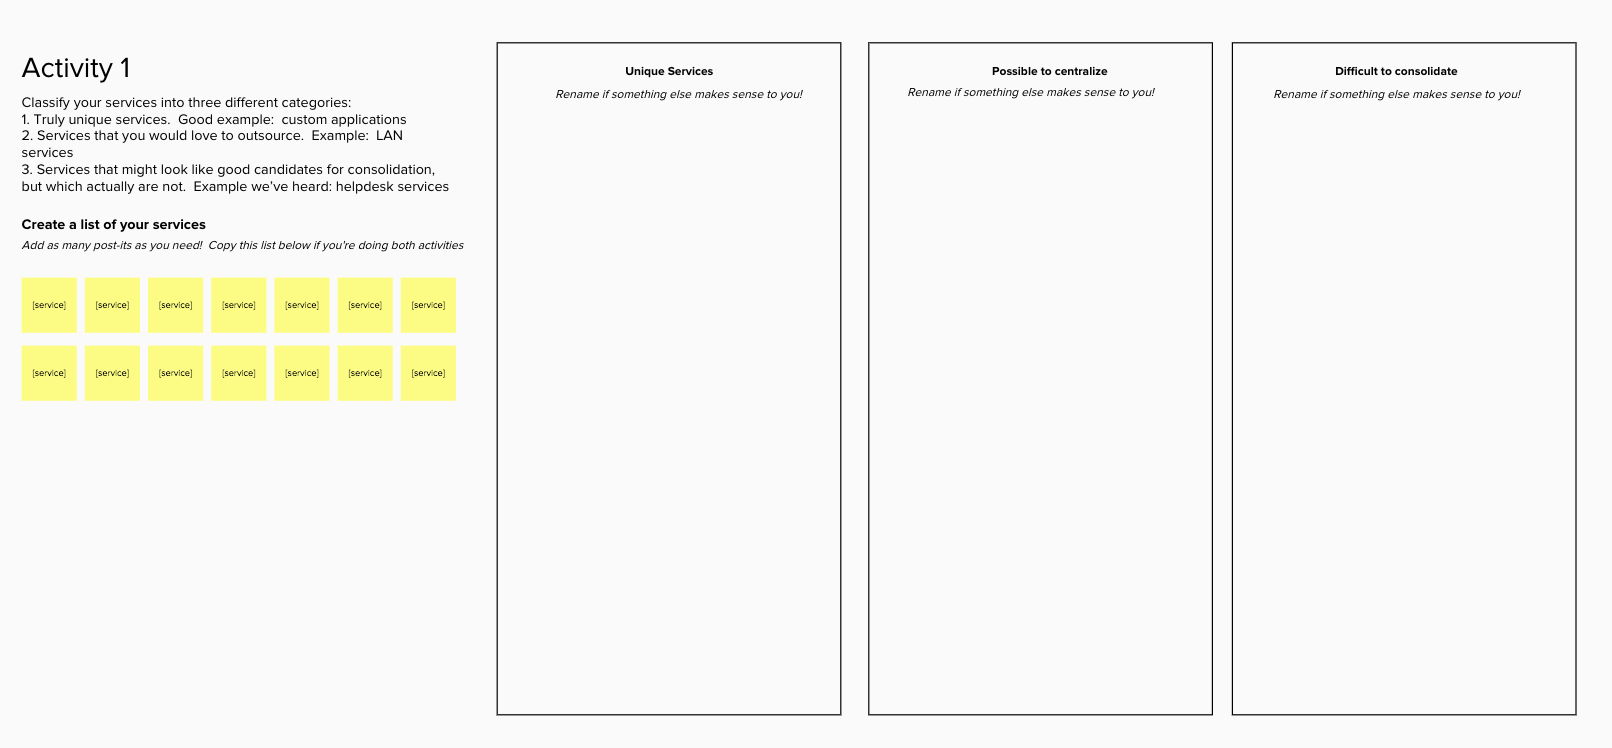 Activity 1
Classify your services into three different categories:
1. Truly unique services.  Good example:  custom applications
2. Services that you would love to outsource.  Example:  LAN
services
3. Services that might look like good candidates for consolidation,
but which actually are not.  Example we've heard: helpdesk services
Create a list of your services
Add as many post-its as you need!  Copy this list below if you're doing both activities
[service] [service] [service] [service] [service] [service] [service]
[service] [service] [service] [service] [service] [service] [service]
Unique Services
Rename if something else makes sense to you!
Possible to centralize
Rename if something else makes sense to you!
Difficult to consolidate
Rename if something else makes sense to you!